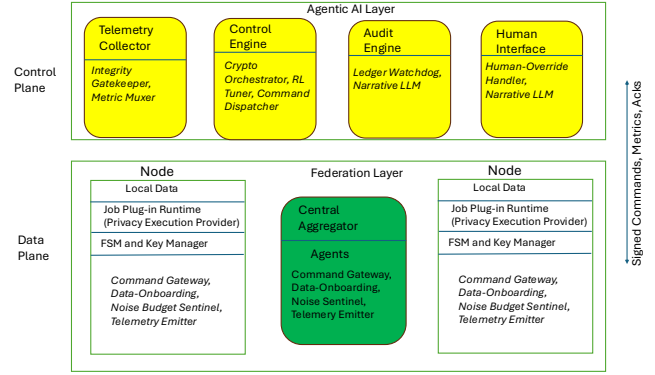 Agentic AI Layer
Control
Plane
Telemetry
Collector
Integrity
Gatekeeper,
Metric Muxer
Control
Engine
Crypto
Orchestrator, RL
Tuner, Command
Dispatcher
Audit
Engine
Ledger Watchdog,
Narrative LLM
Human
Interface
Human-Override
Handler,
Narrative LLM
Signed Commands, Metrics, Acks
Data
Plane
Federation Layer
Node
Local Data
Job Plug-in Runtime
(Privacy Execution Provider)
FSM and Key Manager
Command Gateway,
Data-Onboarding,
Noise Budget Sentinel,
Telemetry Emitter
Central
Aggregator
Agents
Command Gateway,
Data-Onboarding,
Noise Sentinel,
Telemery Emitter
Node
Local Data
Job Plug-in Runtime
(Privacy Execution Provider)
FSM and Key Manager
Command Gateway,
Data-Onboarding,
Noise Budget Sentinel,
Telemetry Emitter